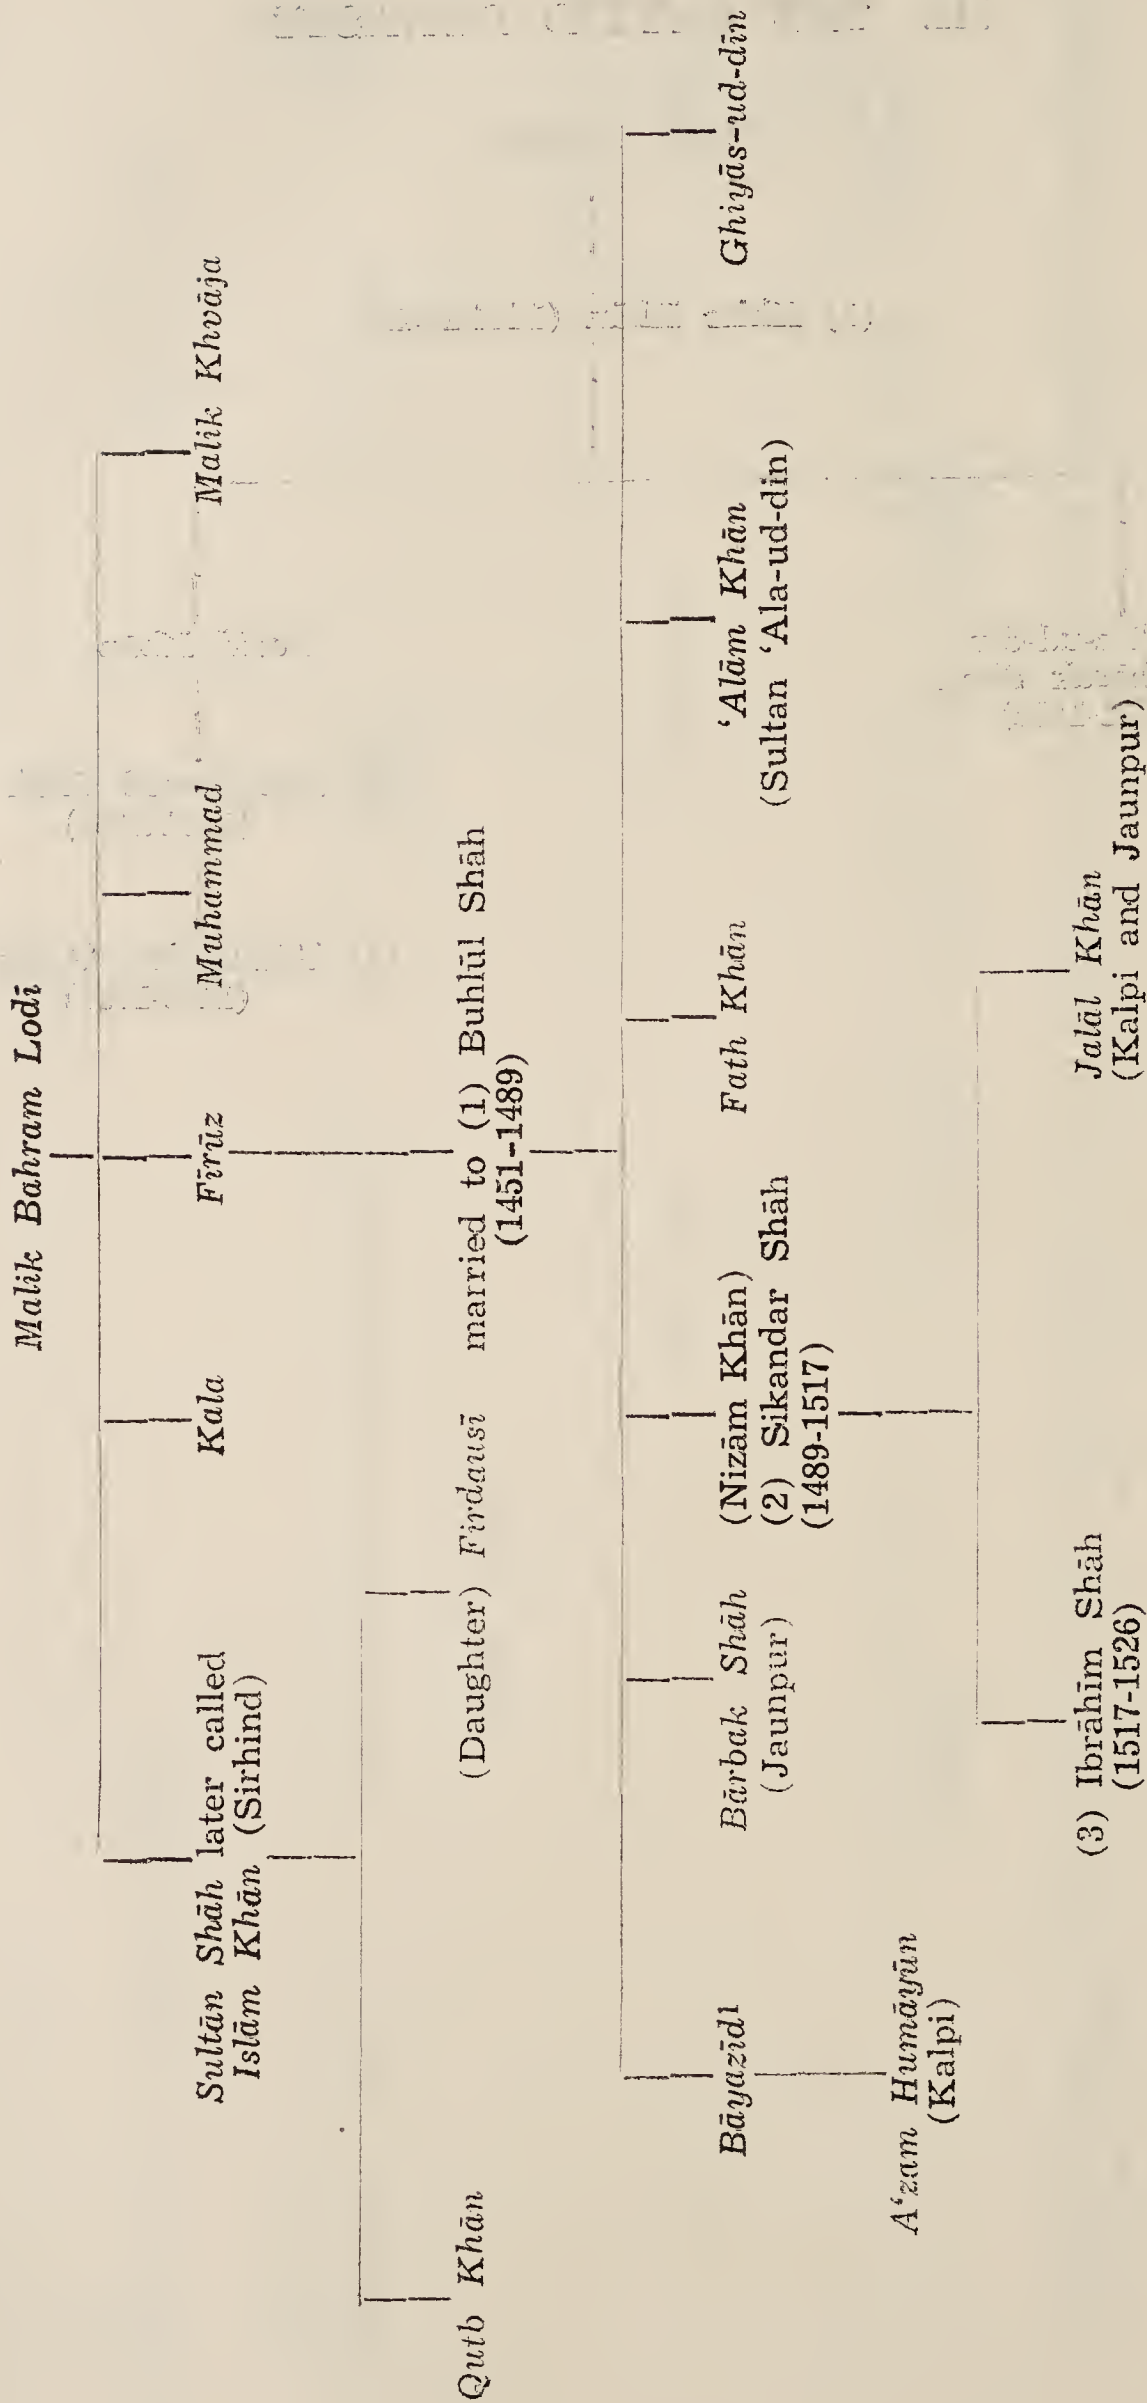 Malik Bahram Lodī
Sultān Shāh later called
Islām Khān (Sirhind)
Kala
Fīrūz
Muhammad
Malik Khvāja
Qutb Khān
(Daughter) Firdausī married to (1) Buhlūl Shāh
(1451-1489)
Bāyazīdl
Bārbak Shāh
(Jaunpur)
(Nizām Khān)
(2) Sikandar Shāh
(1489-1517)
Fath Khān
‘Alām Khān
(Sultan ‘Ala-ud-din)
Ghiyās-ud-dīn
A‘zam Humāyūn
(Kalpi)
(3) Ibrāhīm Shāh
(1517-1526)
Jalāl Khān
(Kalpi and Jaunpur)